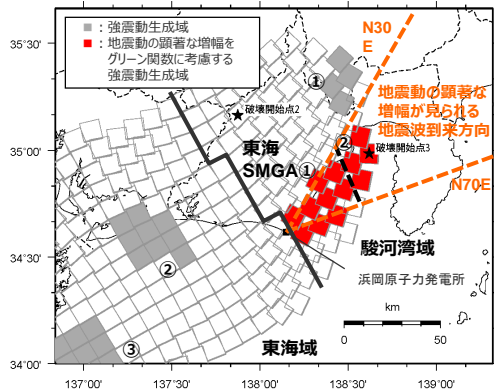 ■：強震動生成域
■：地震動の顕著な増幅を
グリーン関数に考慮する
強震動生成域
N30
E
地震動の顕著な
増幅が見られる
地震波到来方向
N70E
①
★破壊開始点2
東海
SMGA①
②
★破壊開始点3
②
③
駿河湾域
浜岡原子力発電所
東海域
km
0 50
35°30'
35°00'
34°30'
34°00'
137°00' 137°30' 138°00' 138°30' 139°00'